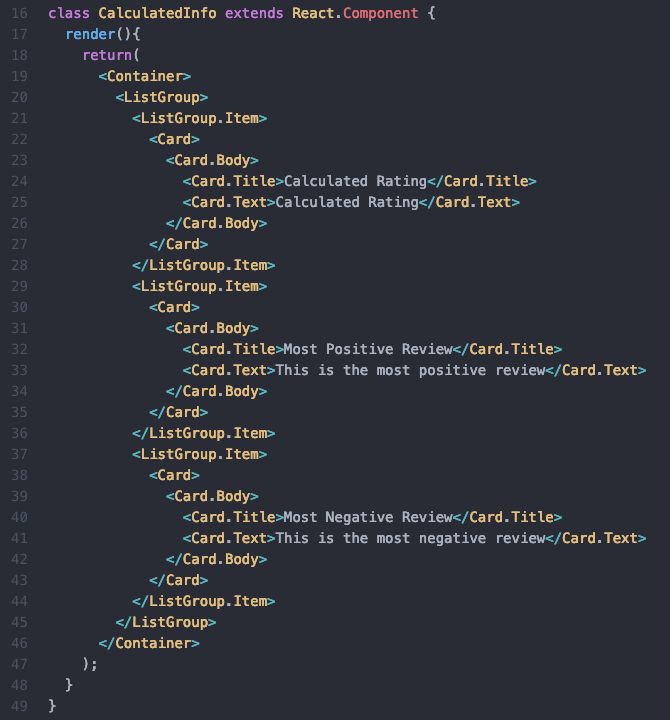 16 class CalculatedInfo extends React.Component {
17   render(){
18     return(
19       <Container>
20         <ListGroup>
21           <ListGroup.Item>
22             <Card>
23               <Card.Body>
24                 <Card.Title>Calculated Rating</Card.Title>
25                 <Card.Text>Calculated Rating</Card.Text>
26               </Card.Body>
27             </Card>
28           </ListGroup.Item>
29           <ListGroup.Item>
30             <Card>
31               <Card.Body>
32                 <Card.Title>Most Positive Review</Card.Title>
33                 <Card.Text>This is the most positive review</Card.Text>
34               </Card.Body>
35             </Card>
36           </ListGroup.Item>
37           <ListGroup.Item>
38             <Card>
39               <Card.Body>
40                 <Card.Title>Most Negative Review</Card.Title>
41                 <Card.Text>This is the most negative review</Card.Text>
42               </Card.Body>
43             </Card>
44           </ListGroup.Item>
45         </ListGroup>
46       </Container>
47     );
48   }
49 }